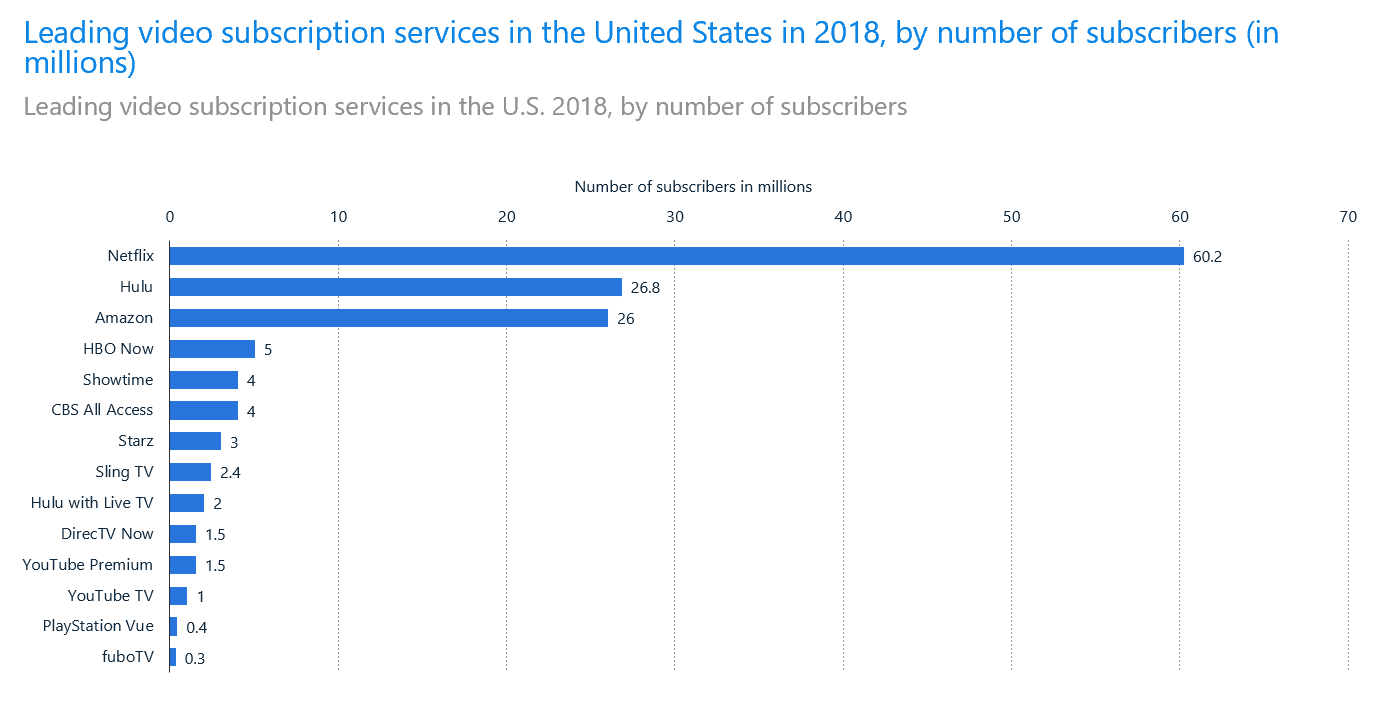 Leading video subscription services in the United States in 2018, by number of subscribers (in
millions)
Leading video subscription services in the U.S. 2018, by number of subscribers
Number of subscribers in millions
0 10 20 30 40 50 60 70
Netflix 60.2
Hulu 26.8
Amazon 26
HBO Now 5
Showtime 4
CBS All Access 4
Starz 3
Sling TV 2.4
Hulu with Live TV 2
DirecTV Now 1.5
YouTube Premium 1.5
YouTube TV 1
PlayStation Vue 0.4
fuboTV 0.3